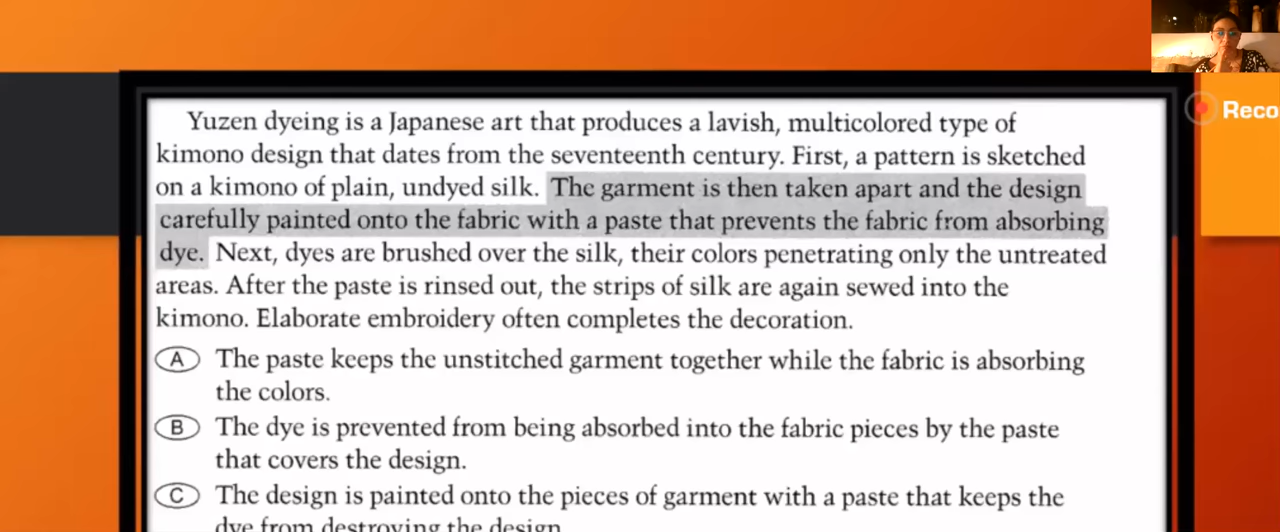 Reco
Yuzen dyeing is a Japanese art that produces a lavish, multicolored type of
kimono design that dates from the seventeenth century. First, a pattern is sketched
on a kimono of plain, undyed silk. The garment is then taken apart and the design
carefully painted onto the fabric with a paste that prevents the fabric from absorbing
dye. Next, dyes are brushed over the silk, their colors penetrating only the untreated
areas. After the paste is rinsed out, the strips of silk are again sewed into the
kimono. Elaborate embroidery often completes the decoration.
A The paste keeps the unstitched garment together while the fabric is absorbing
the colors.
B The dye is prevented from being absorbed into the fabric pieces by the paste
that covers the design.
C The design is painted onto the pieces of garment with a paste that keeps the
dye from destroying the design